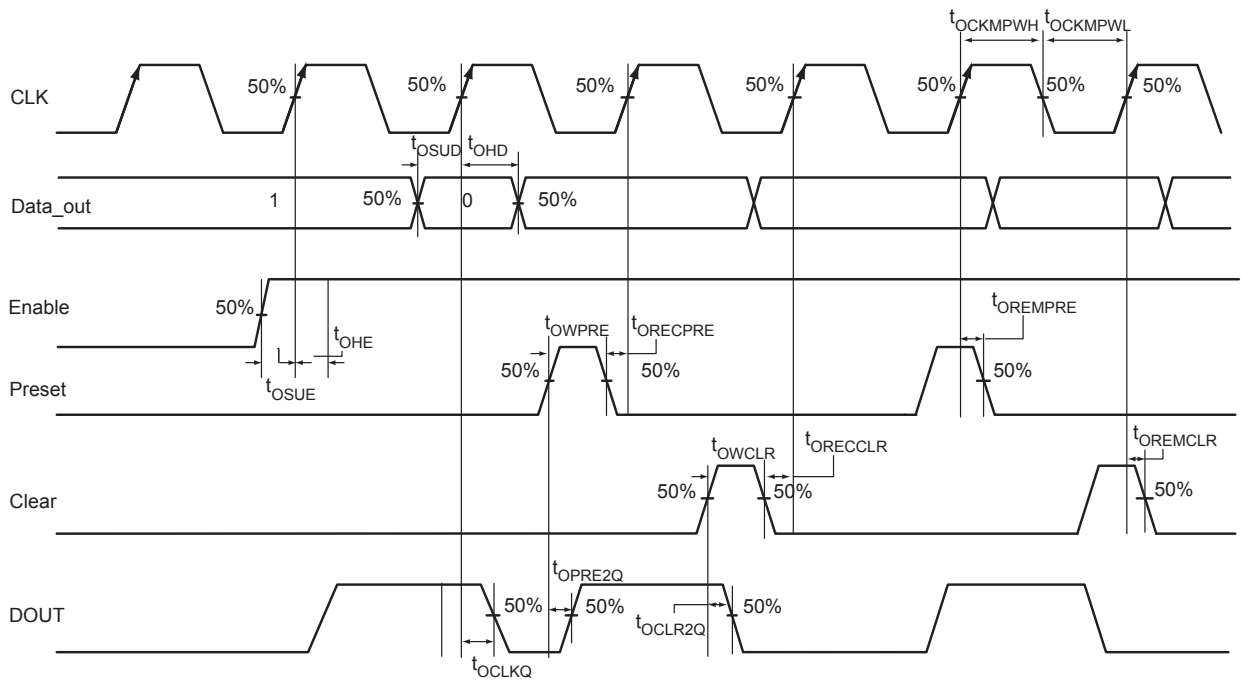 tOCKMPWH tOCKMPWL
CLK
50% 50% 50% 50% 50% 50% 50%
tOSUD tOHD
Data_out
1 50% 0 50%
Enable
50%
tOHE
tOSUE
tOWPRE tORECPRE tOREMPRE
Preset
50% 50% 50%
tOWCLR tORECCLR tOREMCLR
Clear
50% 50% 50%
tOPRE2Q
DOUT
50% 50% 50%
tOCLR2Q
tOCLKQ